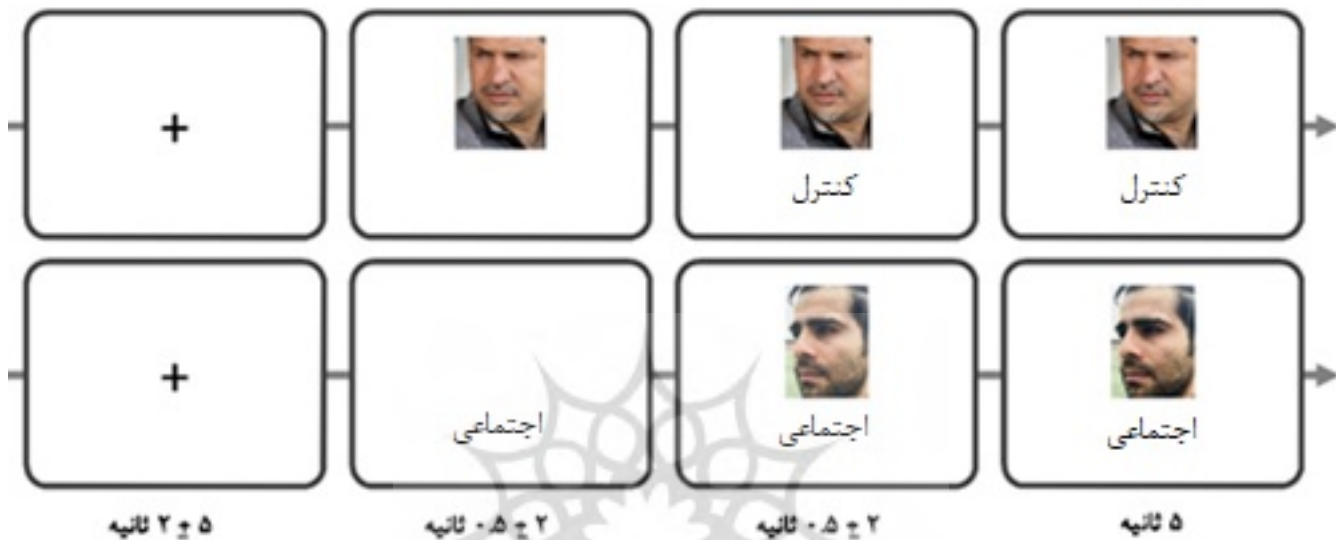 +
کنترل
کنترل
+
اجتماعی
اجتماعی
اجتماعی
۵ ± ۲ ثانیه
۲ ± ۰.۵ ثانیه
۲ ± ۰.۵ ثانیه
۵ ثانیه